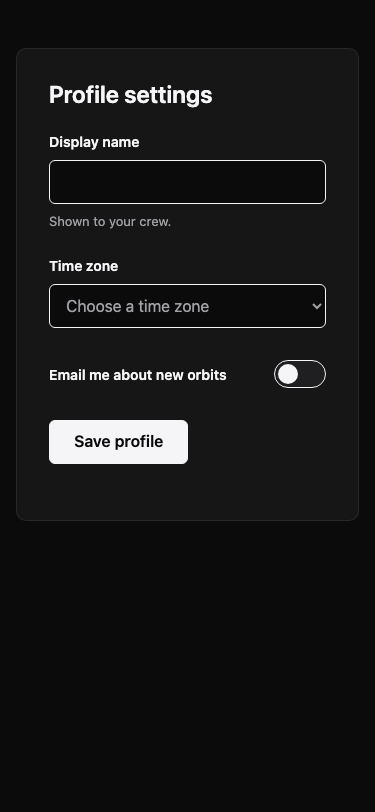 Profile settings
Display name
Shown to your crew.
Time zone
Choose a time zone
Email me about new orbits
Save profile